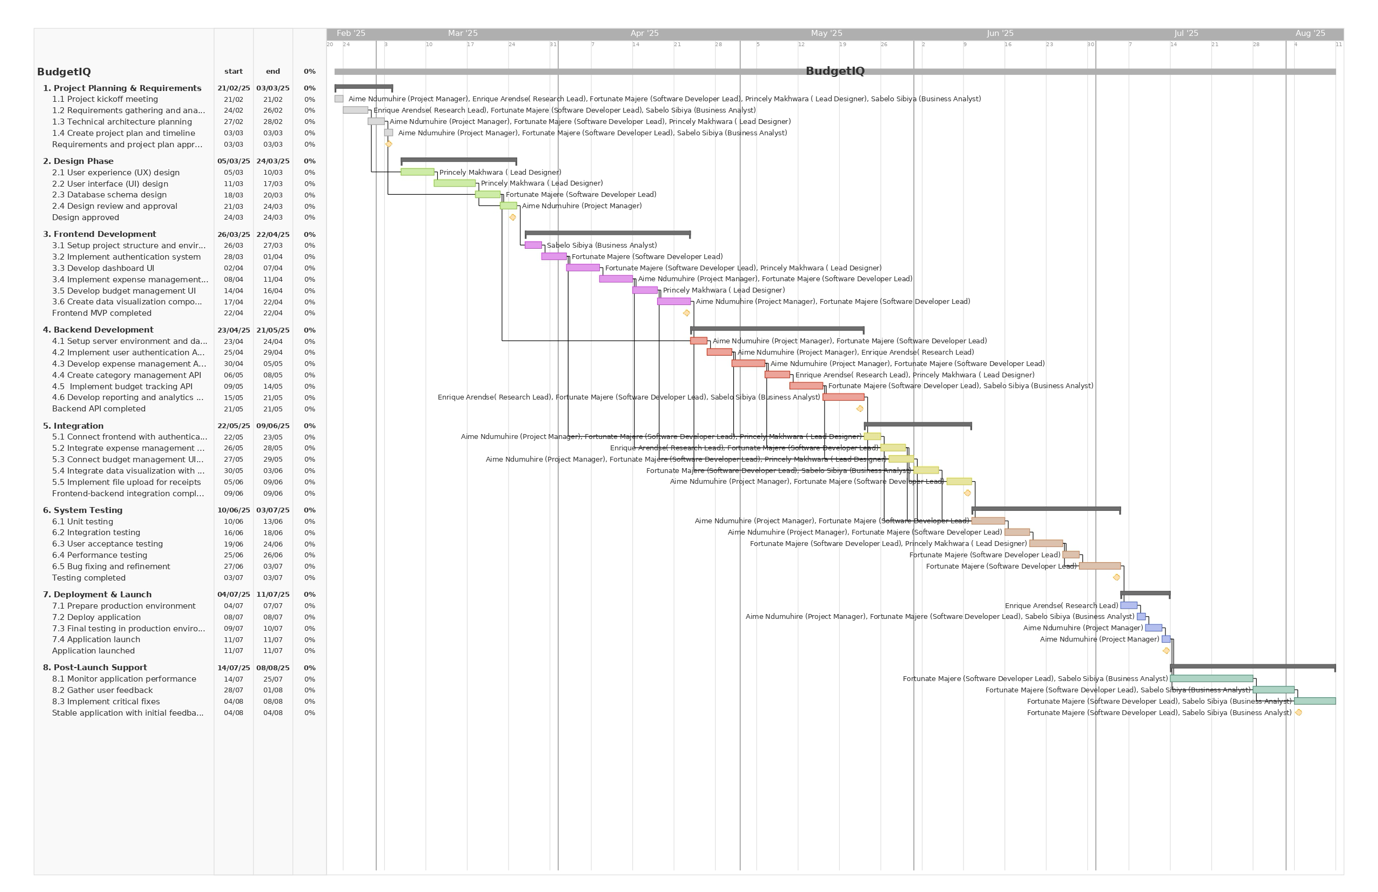 Feb '25 Mar '25 Apr '25 May '25 Jun '25 Jul '25 Aug '25
20 24 3 10 17 24 31 7 14 21 28 5 12 19 26 2 9 16 23 30 7 14 21 28 4 11
BudgetIQ start end 0% BudgetIQ
1. Project Planning & Requirements 21/02/25 03/03/25 0%
1.1 Project kickoff meeting 21/02 21/02 0% Aime Ndumuhire (Project Manager), Enrique Arendse( Research Lead), Fortunate Majere (Software Developer Lead), Princely Makhwara ( Lead Designer), Sabelo Sibiya (Business Analyst)
1.2 Requirements gathering and ana... 24/02 26/02 0% Enrique Arendse( Research Lead), Fortunate Majere (Software Developer Lead), Sabelo Sibiya (Business Analyst)
1.3 Technical architecture planning 27/02 28/02 0% Aime Ndumuhire (Project Manager), Fortunate Majere (Software Developer Lead), Princely Makhwara ( Lead Designer)
1.4 Create project plan and timeline 03/03 03/03 0% Aime Ndumuhire (Project Manager), Fortunate Majere (Software Developer Lead), Sabelo Sibiya (Business Analyst)
Requirements and project plan appr... 03/03 03/03 0%
2. Design Phase 05/03/25 24/03/25 0%
2.1 User experience (UX) design 05/03 10/03 0% Princely Makhwara ( Lead Designer)
2.2 User interface (UI) design 11/03 17/03 0% Princely Makhwara ( Lead Designer)
2.3 Database schema design 18/03 20/03 0% Fortunate Majere (Software Developer Lead)
2.4 Design review and approval 21/03 24/03 0% Aime Ndumuhire (Project Manager)
Design approved 24/03 24/03 0%
3. Frontend Development 26/03/25 22/04/25 0%
3.1 Setup project structure and envir... 26/03 27/03 0% Sabelo Sibiya (Business Analyst)
3.2 Implement authentication system 28/03 01/04 0% Fortunate Majere (Software Developer Lead)
3.3 Develop dashboard UI 02/04 07/04 0% Fortunate Majere (Software Developer Lead), Princely Makhwara ( Lead Designer)
3.4 Implement expense management... 08/04 11/04 0% Aime Ndumuhire (Project Manager), Fortunate Majere (Software Developer Lead)
3.5 Develop budget management UI 14/04 16/04 0% Princely Makhwara ( Lead Designer)
3.6 Create data visualization compo... 17/04 22/04 0% Aime Ndumuhire (Project Manager), Fortunate Majere (Software Developer Lead)
Frontend MVP completed 22/04 22/04 0%
4. Backend Development 23/04/25 21/05/25 0%
4.1 Setup server environment and da... 23/04 24/04 0% Aime Ndumuhire (Project Manager), Fortunate Majere (Software Developer Lead)
4.2 Implement user authentication A... 25/04 29/04 0% Aime Ndumuhire (Project Manager), Enrique Arendse( Research Lead)
4.3 Develop expense management A... 30/04 05/05 0% Aime Ndumuhire (Project Manager), Fortunate Majere (Software Developer Lead)
4.4 Create category management API 06/05 08/05 0% Enrique Arendse( Research Lead), Princely Makhwara ( Lead Designer)
4.5 Implement budget tracking API 09/05 14/05 0% Fortunate Majere (Software Developer Lead), Sabelo Sibiya (Business Analyst)
4.6 Develop reporting and analytics ... 15/05 21/05 0% Enrique Arendse( Research Lead), Fortunate Majere (Software Developer Lead), Sabelo Sibiya (Business Analyst)
Backend API completed 21/05 21/05 0%
5. Integration 22/05/25 09/06/25 0%
5.1 Connect frontend with authentica... 22/05 23/05 0% Aime Ndumuhire (Project Manager), Fortunate Majere (Software Developer Lead), Princely Makhwara ( Lead Designer)
5.2 Integrate expense management ... 26/05 28/05 0% Enrique Arendse( Research Lead), Fortunate Majere (Software Developer Lead)
5.3 Connect budget management UI... 27/05 29/05 0% Aime Ndumuhire (Project Manager), Fortunate Majere (Software Developer Lead), Princely Makhwara ( Lead Designer)
5.4 Integrate data visualization with ... 30/05 03/06 0% Fortunate Majere (Software Developer Lead), Sabelo Sibiya (Business Analyst)
5.5 Implement file upload for receipts 05/06 09/06 0% Aime Ndumuhire (Project Manager), Fortunate Majere (Software Developer Lead)
Frontend-backend integration compl... 09/06 09/06 0%
6. System Testing 10/06/25 03/07/25 0%
6.1 Unit testing 10/06 13/06 0% Aime Ndumuhire (Project Manager), Fortunate Majere (Software Developer Lead)
6.2 Integration testing 16/06 18/06 0% Aime Ndumuhire (Project Manager), Fortunate Majere (Software Developer Lead)
6.3 User acceptance testing 19/06 24/06 0% Fortunate Majere (Software Developer Lead), Princely Makhwara ( Lead Designer)
6.4 Performance testing 25/06 26/06 0% Fortunate Majere (Software Developer Lead)
6.5 Bug fixing and refinement 27/06 03/07 0% Fortunate Majere (Software Developer Lead)
Testing completed 03/07 03/07 0%
7. Deployment & Launch 04/07/25 11/07/25 0%
7.1 Prepare production environment 04/07 07/07 0% Enrique Arendse( Research Lead)
7.2 Deploy application 08/07 08/07 0% Aime Ndumuhire (Project Manager), Fortunate Majere (Software Developer Lead), Sabelo Sibiya (Business Analyst)
7.3 Final testing in production enviro... 09/07 10/07 0% Aime Ndumuhire (Project Manager)
7.4 Application launch 11/07 11/07 0% Aime Ndumuhire (Project Manager)
Application launched 11/07 11/07 0%
8. Post-Launch Support 14/07/25 08/08/25 0%
8.1 Monitor application performance 14/07 25/07 0% Fortunate Majere (Software Developer Lead), Sabelo Sibiya (Business Analyst)
8.2 Gather user feedback 28/07 01/08 0% Fortunate Majere (Software Developer Lead), Sabelo Sibiya (Business Analyst)
8.3 Implement critical fixes 04/08 08/08 0% Fortunate Majere (Software Developer Lead), Sabelo Sibiya (Business Analyst)
Stable application with initial feedba... 04/08 04/08 0% Fortunate Majere (Software Developer Lead), Sabelo Sibiya (Business Analyst)